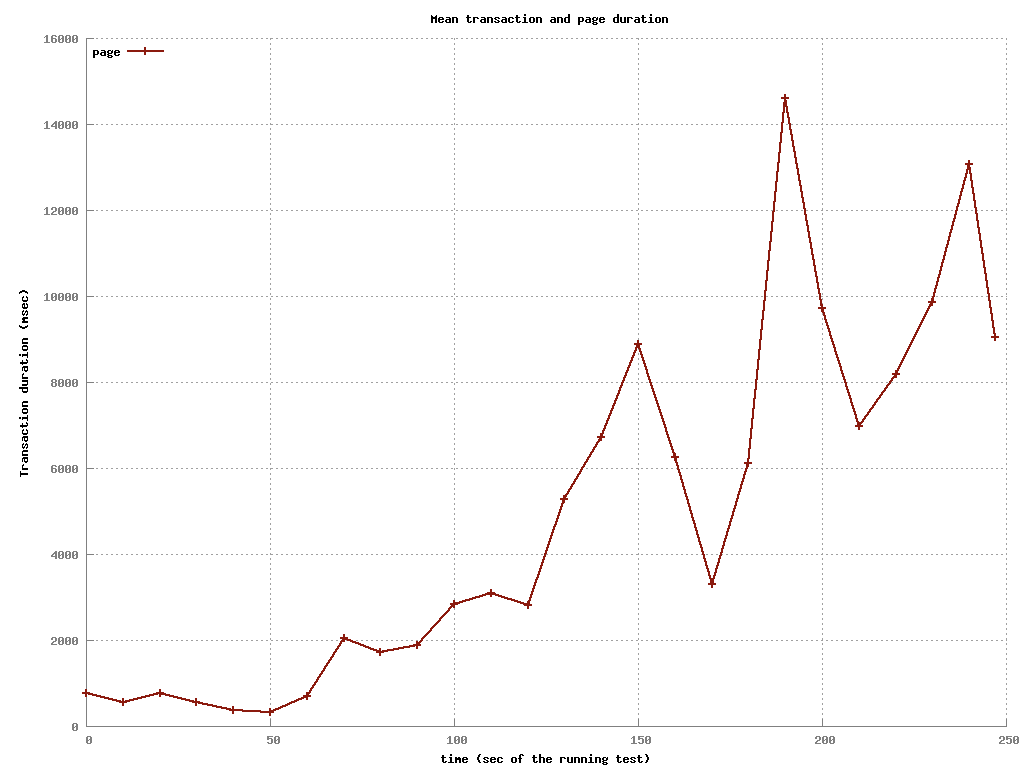 Mean transaction and page duration
16000
page
14000
12000
10000
8000
6000
4000
2000
0
Transaction duration (msec)
0 50 100 150 200 250
time (sec of the running test)